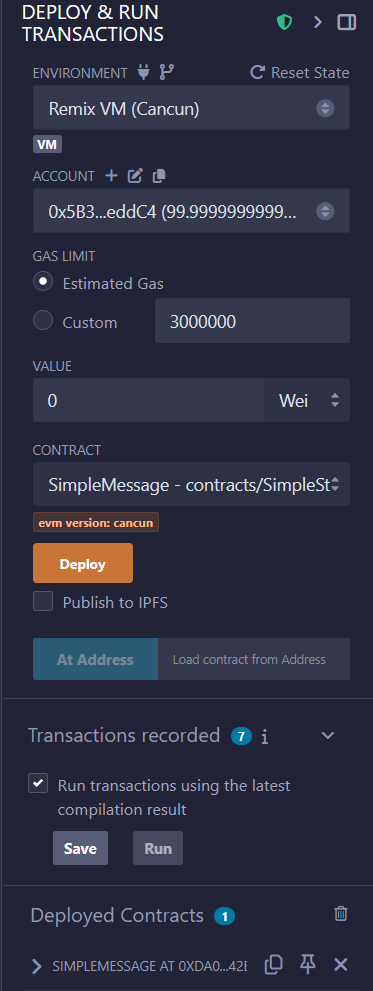 DEPLOY & RUN
TRANSACTIONS
ENVIRONMENT
Reset State
Remix VM (Cancun)
VM
ACCOUNT
0x5B3...eddC4 (99.9999999999...
GAS LIMIT
Estimated Gas
Custom
3000000
VALUE
0
Wei
CONTRACT
SimpleMessage - contracts/SimpleSt
evm version: cancun
Deploy
Publish to IPFS
At Address
Load contract from Address
Transactions recorded 7 i
Run transactions using the latest
compilation result
Save
Run
Deployed Contracts 1
SIMPLEMESSAGE AT 0XDA0...42E